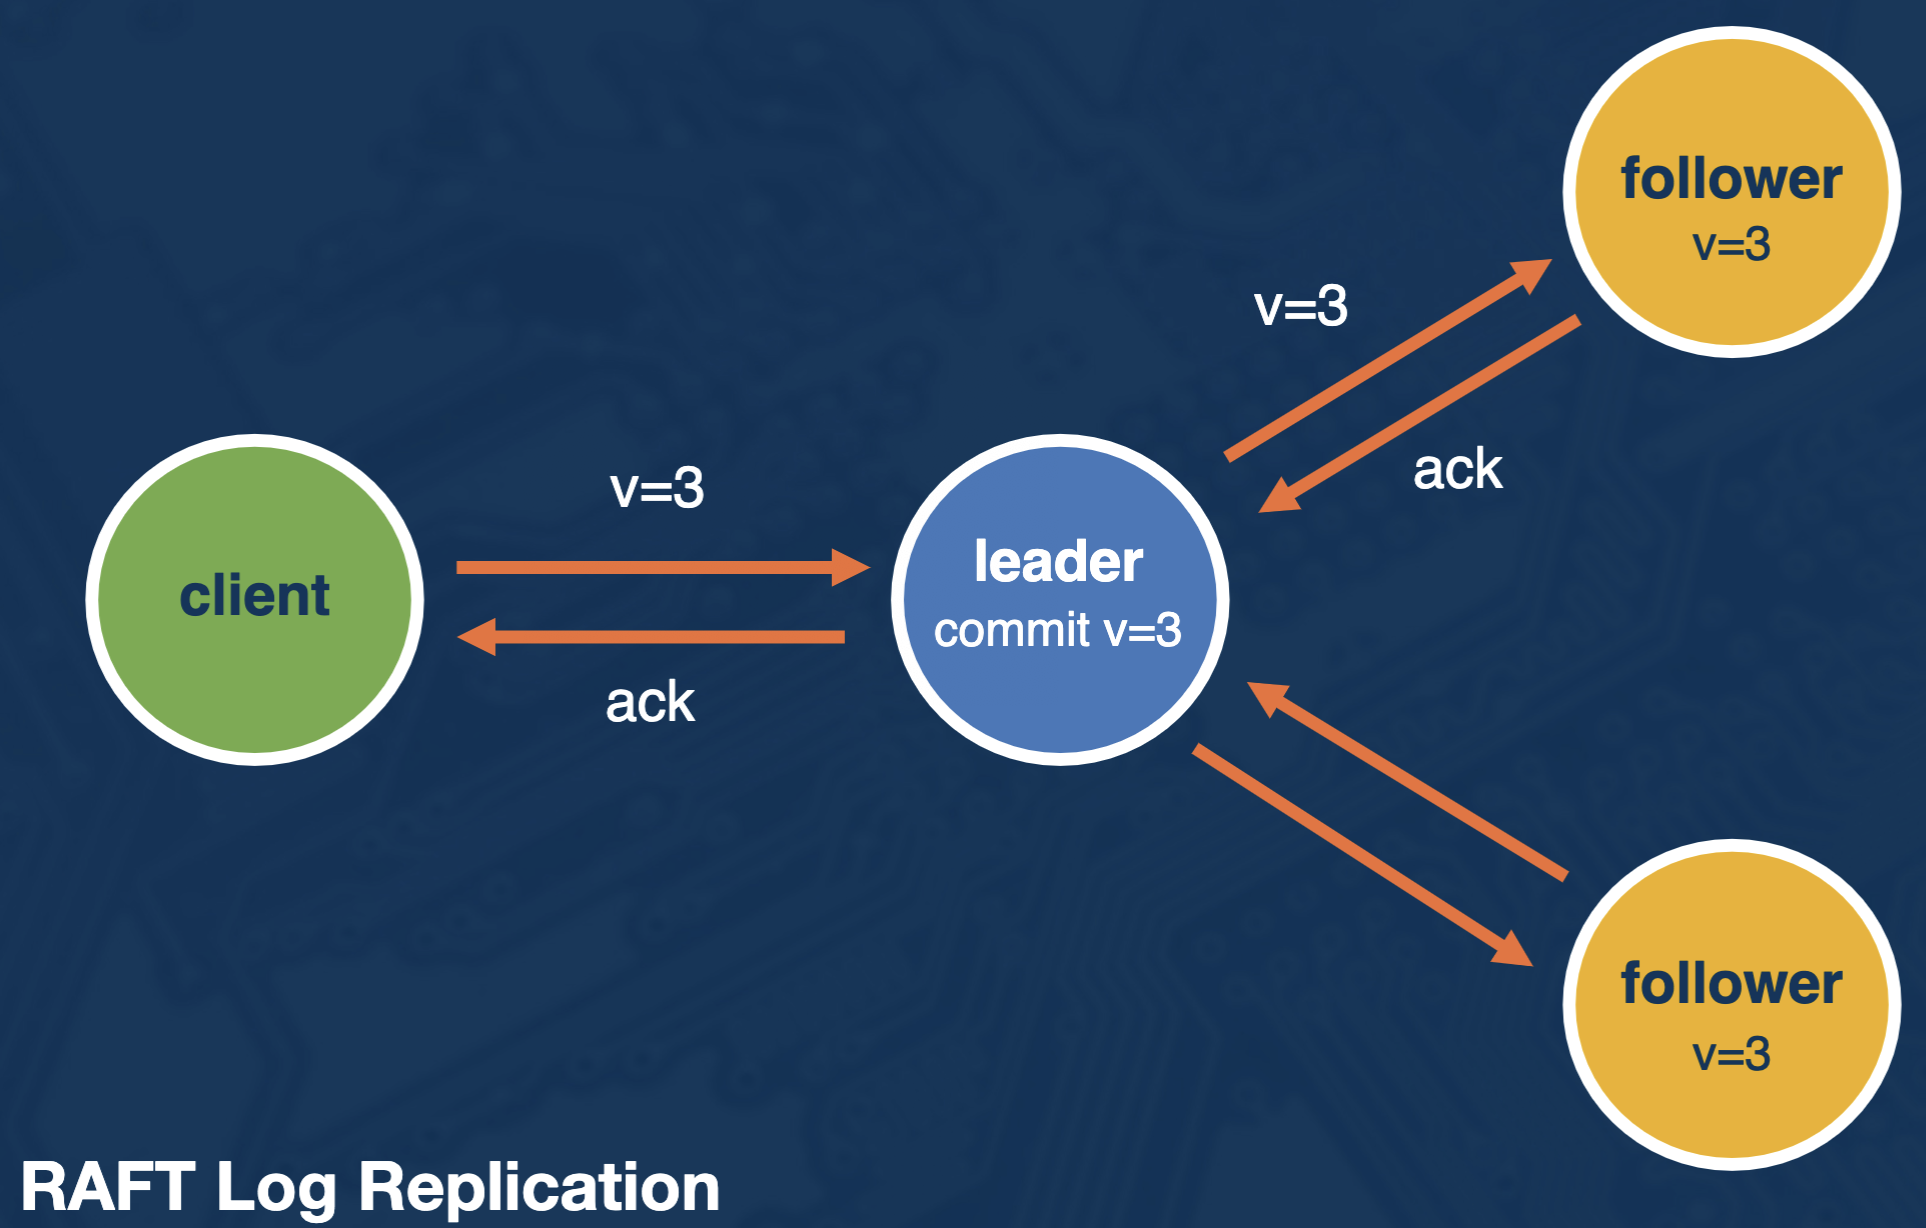 follower
v=3
v=3
ack
v=3
client
leader
commit v=3
ack
follower
v=3
RAFT Log Replication